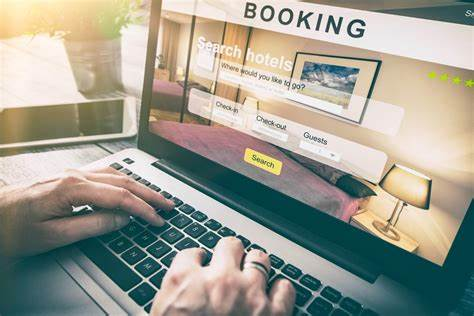 BOOKING
Search hotels
Where would you like to go?
Check-in
Check-out
Guests
Search